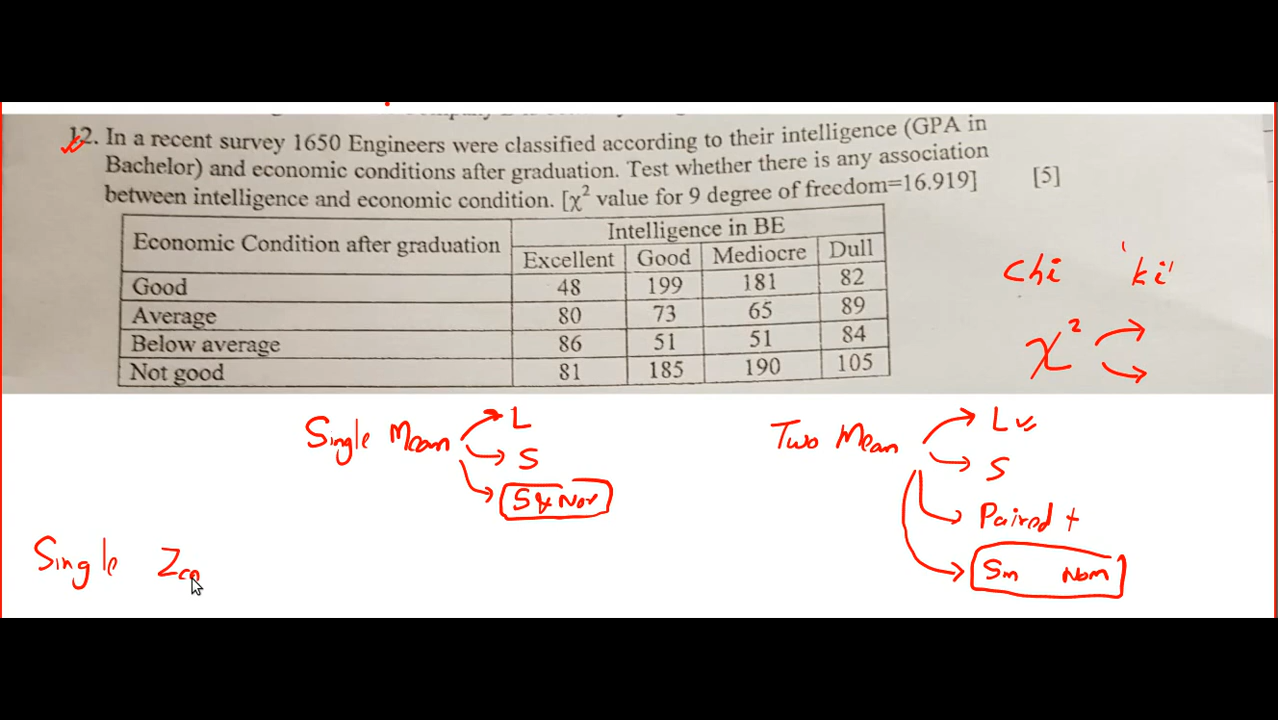 12. In a recent survey 1650 Engineers were classified according to their intelligence (GPA in
Bachelor) and economic conditions after graduation. Test whether there is any association
between intelligence and economic condition. [χ² value for 9 degree of freedom=16.919] [5]
Economic Condition after graduation Intelligence in BE
Excellent Good Mediocre Dull
Good 48 199 181 82
Average 80 73 65 89
Below average 86 51 51 84
Not good 81 185 190 105
Chi 'ki'
χ²
Single Mean L
S
S & Nor
Two Mean L
S
Paired t
Sm Nom
Single Zca